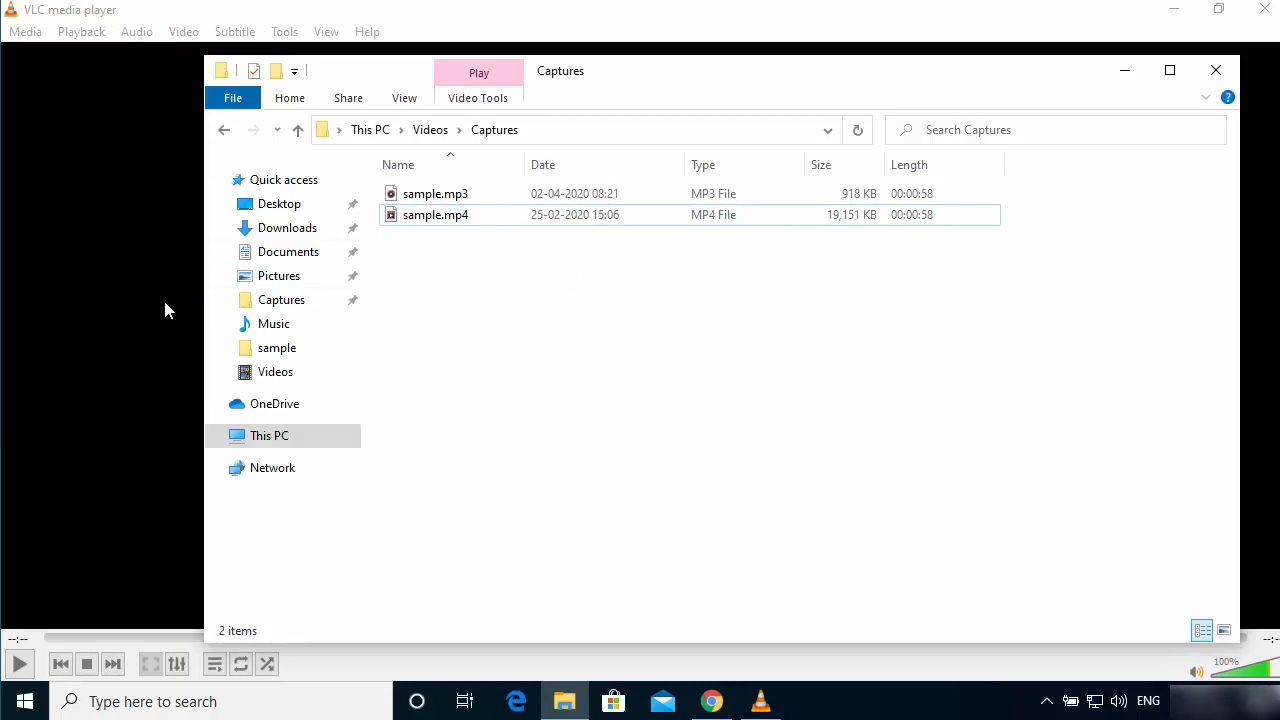 VLC media player
Media Playback Audio Video Subtitle Tools View Help
Play Captures
File Home Share View Video Tools
This PC > Videos > Captures Search Captures
Name Date Type Size Length
sample.mp3 02-04-2020 08:21 MP3 File 918 KB 00:00:58
sample.mp4 25-02-2020 15:06 MP4 File 19,151 KB 00:00:58
Quick access
Desktop
Downloads
Documents
Pictures
Captures
Music
sample
Videos
OneDrive
This PC
Network
2 items
--:-- --:--
100%
Type here to search ENG